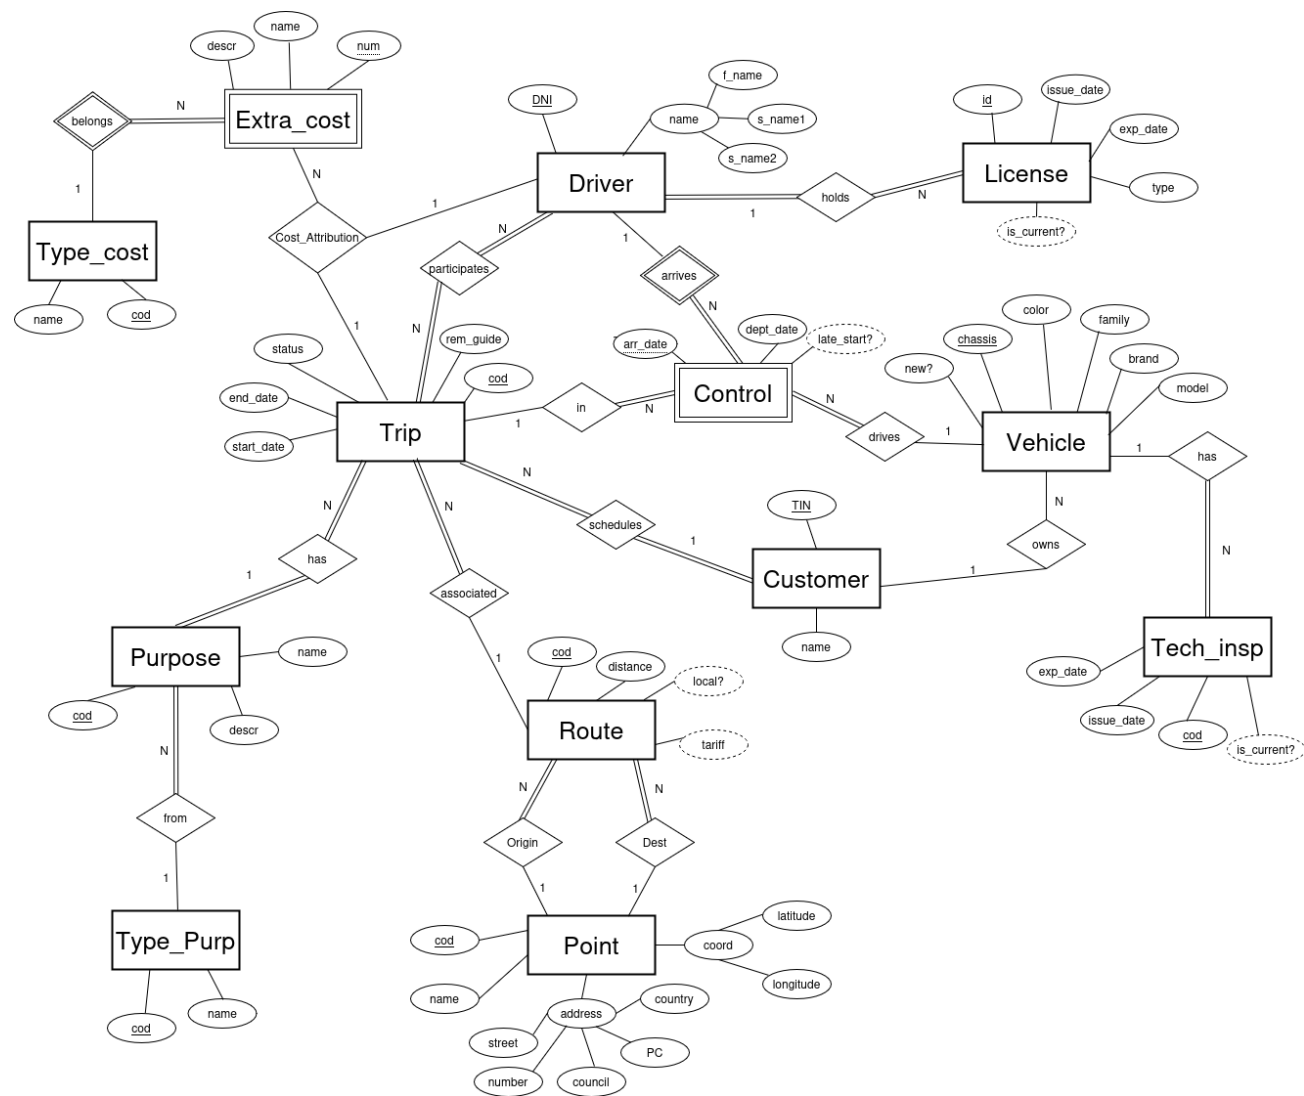 name
descr
num
f_name
DNI
issue_date
id
N
belongs
Extra_cost
name
s_name1
exp_date
s_name2
1
N
Driver
License
type
holds
1
N
1
is_current?
Type_cost
Cost_Attribution
N
1
participates
arrives
name
cod
1
N
N
color
family
status
rem_guide
arr_date
dept_date
late_start?
chassis
brand
new?
cod
model
end_date
Control
in
N
N
1
start_date
Trip
drives
1
Vehicle
1
has
N
N
N
schedules
TIN
N
1
owns
N
has
1
associated
Customer
1
1
name
Purpose
name
cod
distance
local?
Tech_insp
exp_date
cod
descr
Route
tariff
issue_date
cod
is_current?
N
N
N
from
Origin
Dest
1
1
1
Type_Purp
cod
Point
latitude
coord
name
longitude
country
address
cod
name
street
PC
number
council